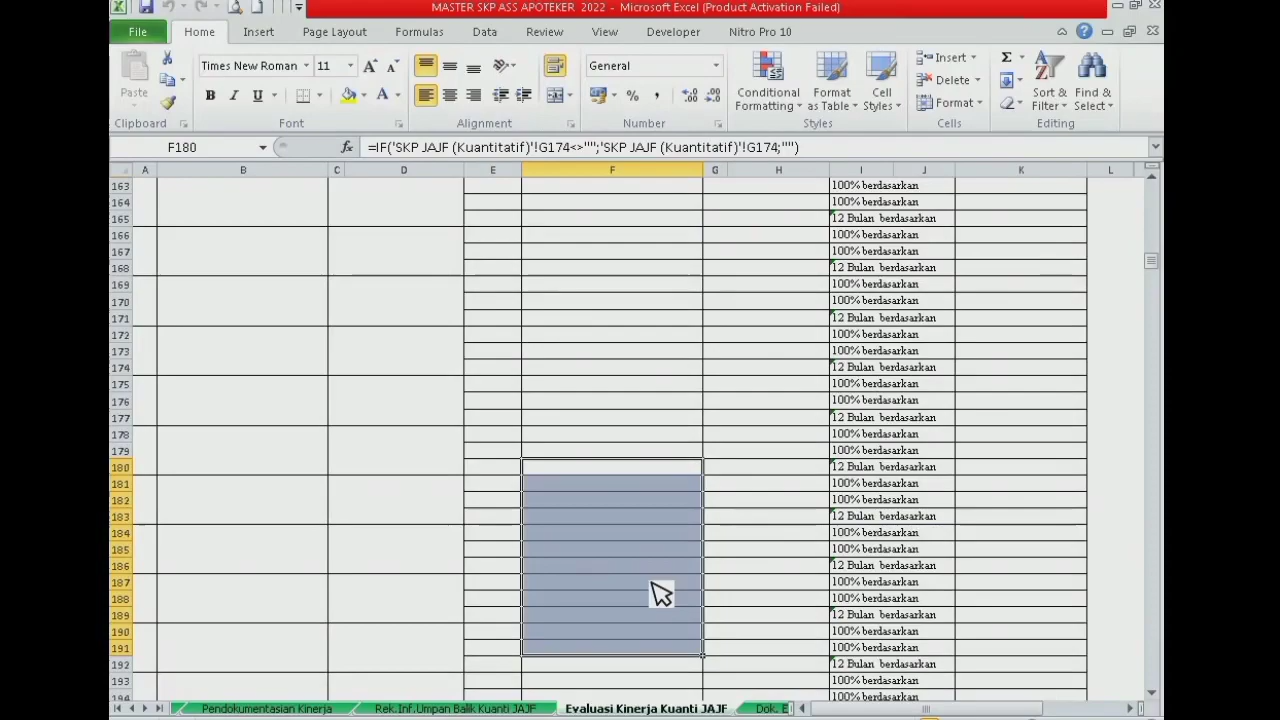 MASTER SKP ASS APOTEKER 2022 - Microsoft Excel (Product Activation Failed)
File Home Insert Page Layout Formulas Data Review View Developer Nitro Pro 10
Times New Roman 11 General Insert
Paste Conditional Formatting Format as Table Cell Styles Delete Sort & Filter Find & Select
Format
Clipboard Font Alignment Number Styles Cells Editing
F180 fx =IF('SKP JAJF (Kuantitatif)'!G174<>"";'SKP JAJF (Kuantitatif)'!G174;"")
A B C D E F G H I J K L
163 100% berdasarkan
164 100% berdasarkan
165 12 Bulan berdasarkan
166 100% berdasarkan
167 100% berdasarkan
168 12 Bulan berdasarkan
169 100% berdasarkan
170 100% berdasarkan
171 12 Bulan berdasarkan
172 100% berdasarkan
173 100% berdasarkan
174 12 Bulan berdasarkan
175 100% berdasarkan
176 100% berdasarkan
177 12 Bulan berdasarkan
178 100% berdasarkan
179 100% berdasarkan
180 12 Bulan berdasarkan
181 100% berdasarkan
182 100% berdasarkan
183 12 Bulan berdasarkan
184 100% berdasarkan
185 100% berdasarkan
186 12 Bulan berdasarkan
187 100% berdasarkan
188 100% berdasarkan
189 12 Bulan berdasarkan
190 100% berdasarkan
191 100% berdasarkan
192 12 Bulan berdasarkan
193 100% berdasarkan
194 100% berdasarkan
Pendokumentasian Kinerja Rek.Inf.Umpan Balik Kuanti JAJF Evaluasi Kinerja Kuanti JAJF Dok. E